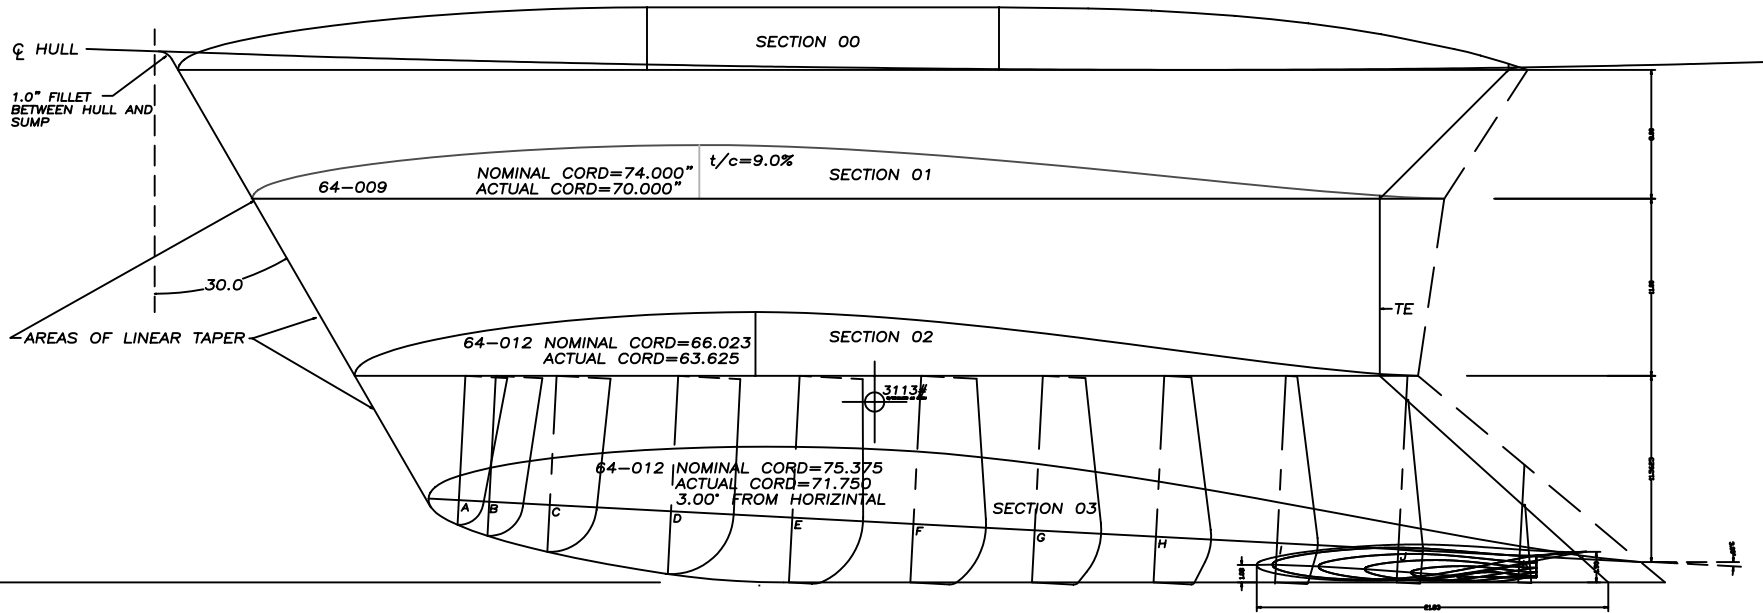 ℄ HULL
SECTION 00
1.0" FILLET
BETWEEN HULL AND
SUMP
t/c=9.0%
NOMINAL CORD=74.000"
SECTION 01
64-009
ACTUAL CORD=70.000"
30.0
TE
AREAS OF LINEAR TAPER
64-012 NOMINAL CORD=66.023
SECTION 02
ACTUAL CORD=63.625
3113#
64-012 NOMINAL CORD=75.375
ACTUAL CORD=71.750
3.00° FROM HORIZINTAL
SECTION 03
A
B
C
D
E
F
G
H
J